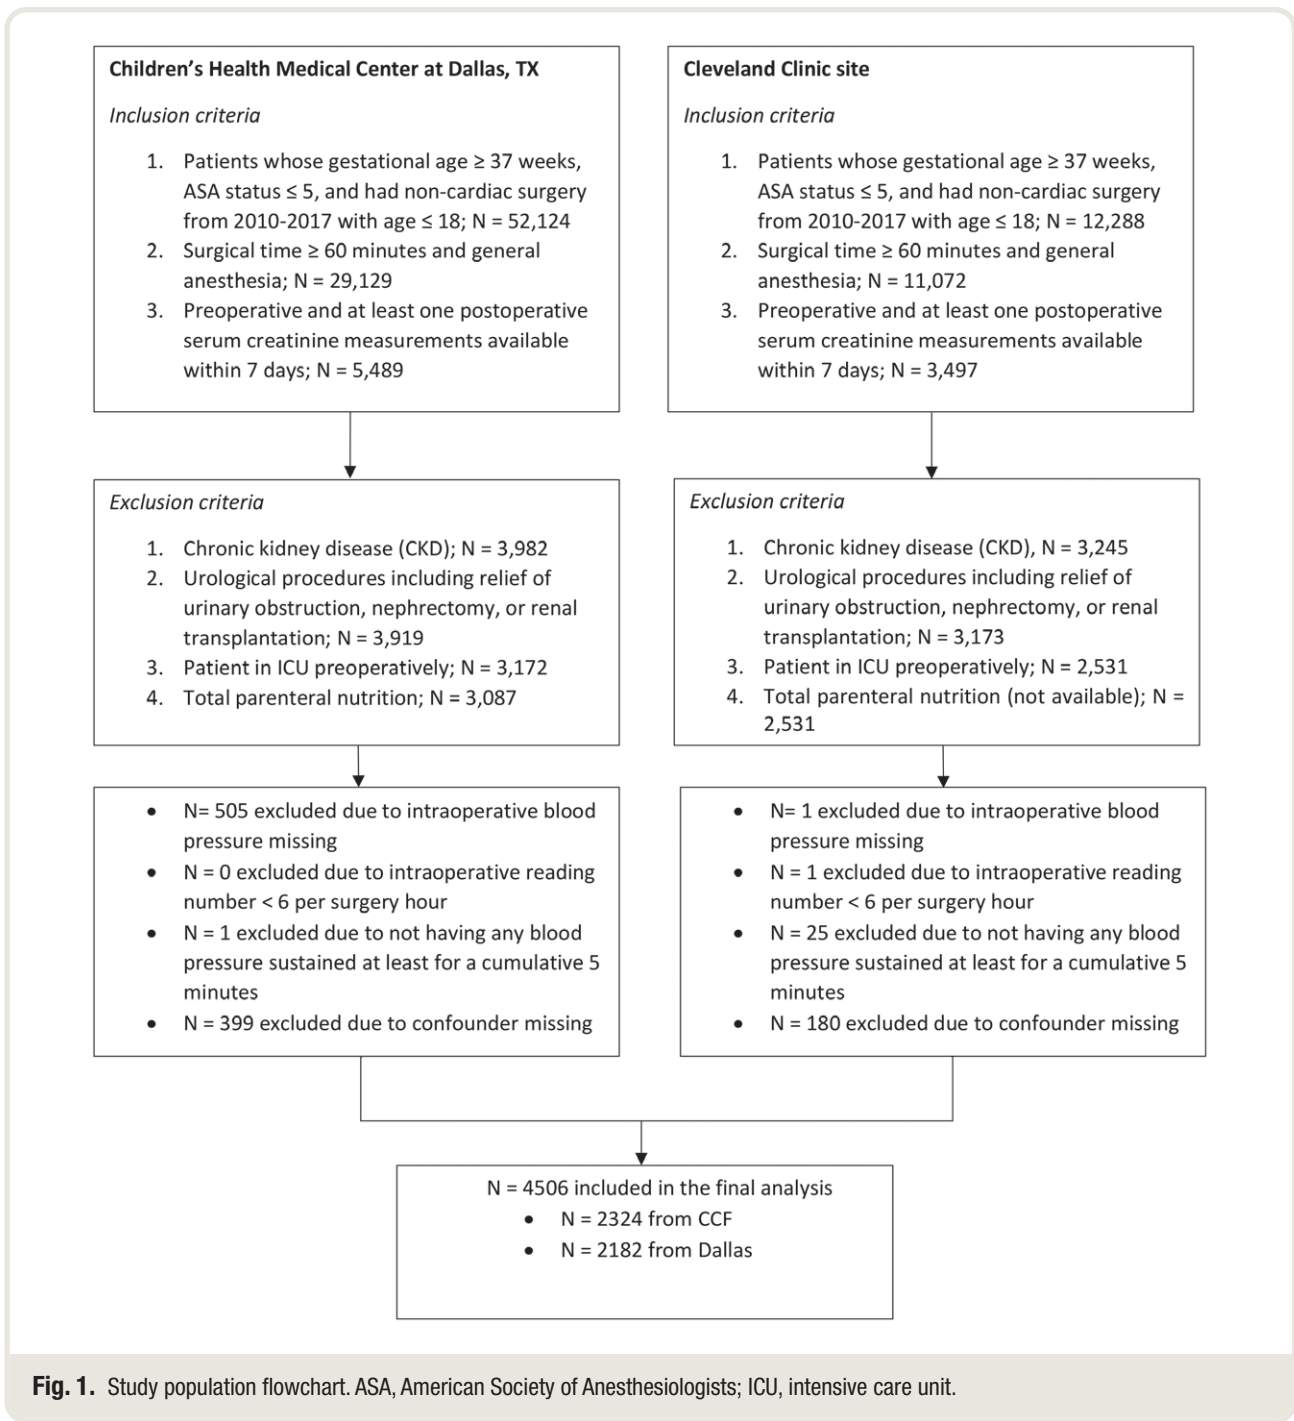 Children’s Health Medical Center at Dallas, TX
Inclusion criteria
1. Patients whose gestational age ≥ 37 weeks,
ASA status ≤ 5, and had non-cardiac surgery
from 2010-2017 with age ≤ 18; N = 52,124
2. Surgical time ≥ 60 minutes and general
anesthesia; N = 29,129
3. Preoperative and at least one postoperative
serum creatinine measurements available
within 7 days; N = 5,489
Cleveland Clinic site
Inclusion criteria
1. Patients whose gestational age ≥ 37 weeks,
ASA status ≤ 5, and had non-cardiac surgery
from 2010-2017 with age ≤ 18; N = 12,288
2. Surgical time ≥ 60 minutes and general
anesthesia; N = 11,072
3. Preoperative and at least one postoperative
serum creatinine measurements available
within 7 days; N = 3,497
Exclusion criteria
1. Chronic kidney disease (CKD); N = 3,982
2. Urological procedures including relief of
urinary obstruction, nephrectomy, or renal
transplantation; N = 3,919
3. Patient in ICU preoperatively; N = 3,172
4. Total parenteral nutrition; N = 3,087
Exclusion criteria
1. Chronic kidney disease (CKD), N = 3,245
2. Urological procedures including relief of
urinary obstruction, nephrectomy, or renal
transplantation; N = 3,173
3. Patient in ICU preoperatively; N = 2,531
4. Total parenteral nutrition (not available); N =
2,531
• N= 505 excluded due to intraoperative blood
pressure missing
• N = 0 excluded due to intraoperative reading
number < 6 per surgery hour
• N = 1 excluded due to not having any blood
pressure sustained at least for a cumulative 5
minutes
• N = 399 excluded due to confounder missing
• N= 1 excluded due to intraoperative blood
pressure missing
• N = 1 excluded due to intraoperative reading
number < 6 per surgery hour
• N = 25 excluded due to not having any blood
pressure sustained at least for a cumulative 5
minutes
• N = 180 excluded due to confounder missing
N = 4506 included in the final analysis
• N = 2324 from CCF
• N = 2182 from Dallas
Fig. 1. Study population flowchart. ASA, American Society of Anesthesiologists; ICU, intensive care unit.